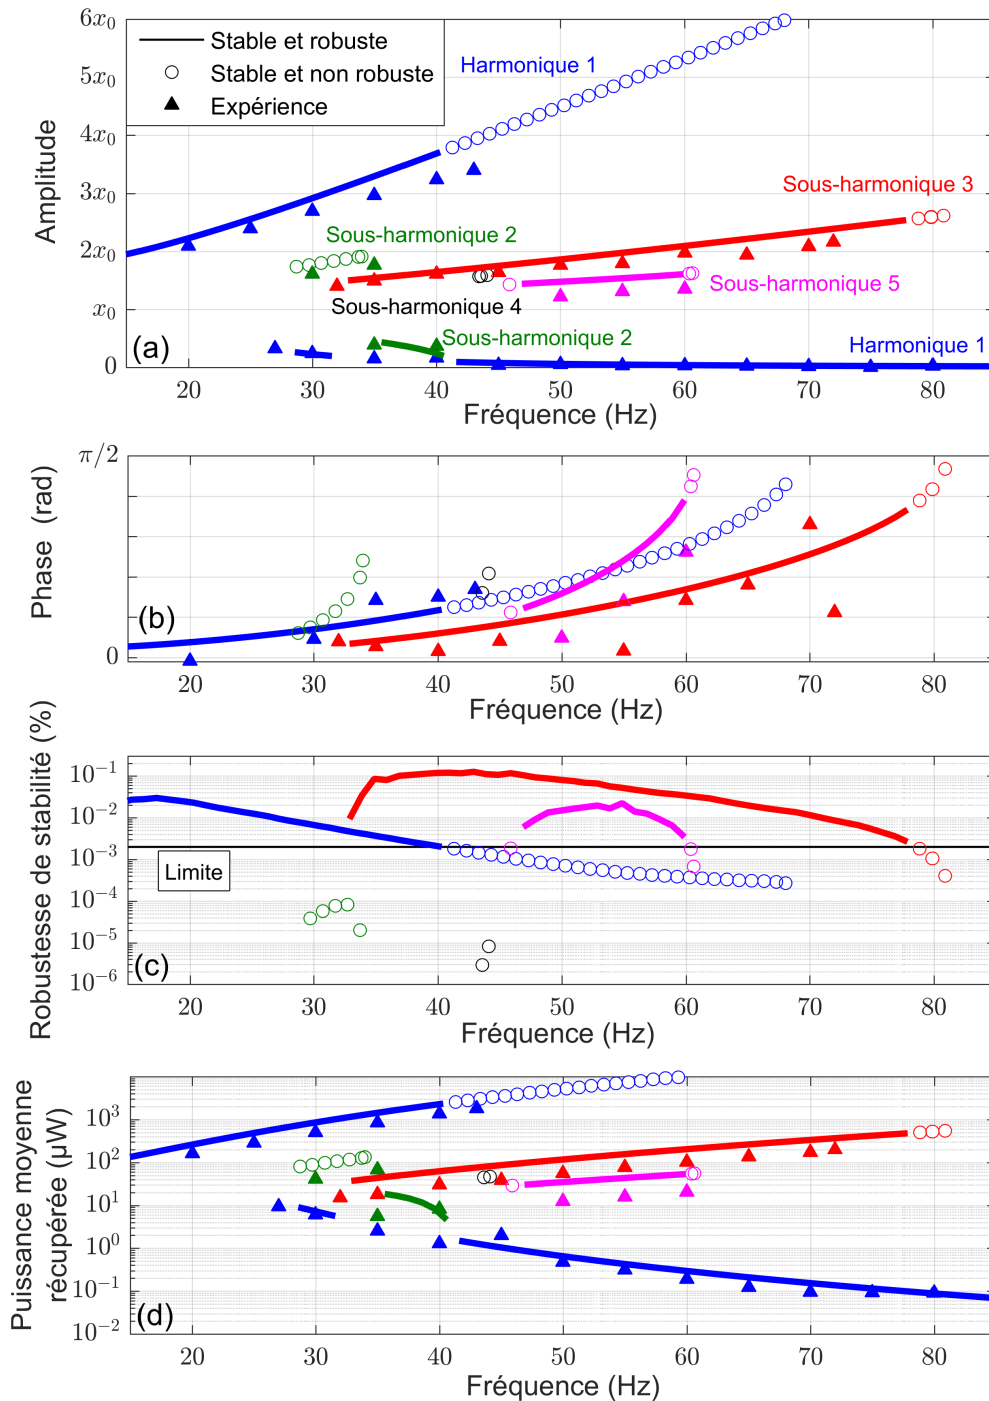 6x₀
5x₀
4x₀
3x₀
2x₀
x₀
0
Amplitude
Stable et robuste
Stable et non robuste
Expérience
Harmonique 1
Sous-harmonique 3
Sous-harmonique 2
Sous-harmonique 4
Sous-harmonique 5
Sous-harmonique 2
Harmonique 1
(a)
20 30 40 50 60 70 80
Fréquence (Hz)
π/2
0
Phase (rad)
(b)
20 30 40 50 60 70 80
Fréquence (Hz)
10⁻¹
10⁻²
10⁻³
10⁻⁴
10⁻⁵
10⁻⁶
Robustesse de stabilité (%)
Limite
(c)
20 30 40 50 60 70 80
Fréquence (Hz)
10³
10²
10¹
10⁰
10⁻¹
10⁻²
Puissance moyenne
récupérée (µW)
(d)
20 30 40 50 60 70 80
Fréquence (Hz)